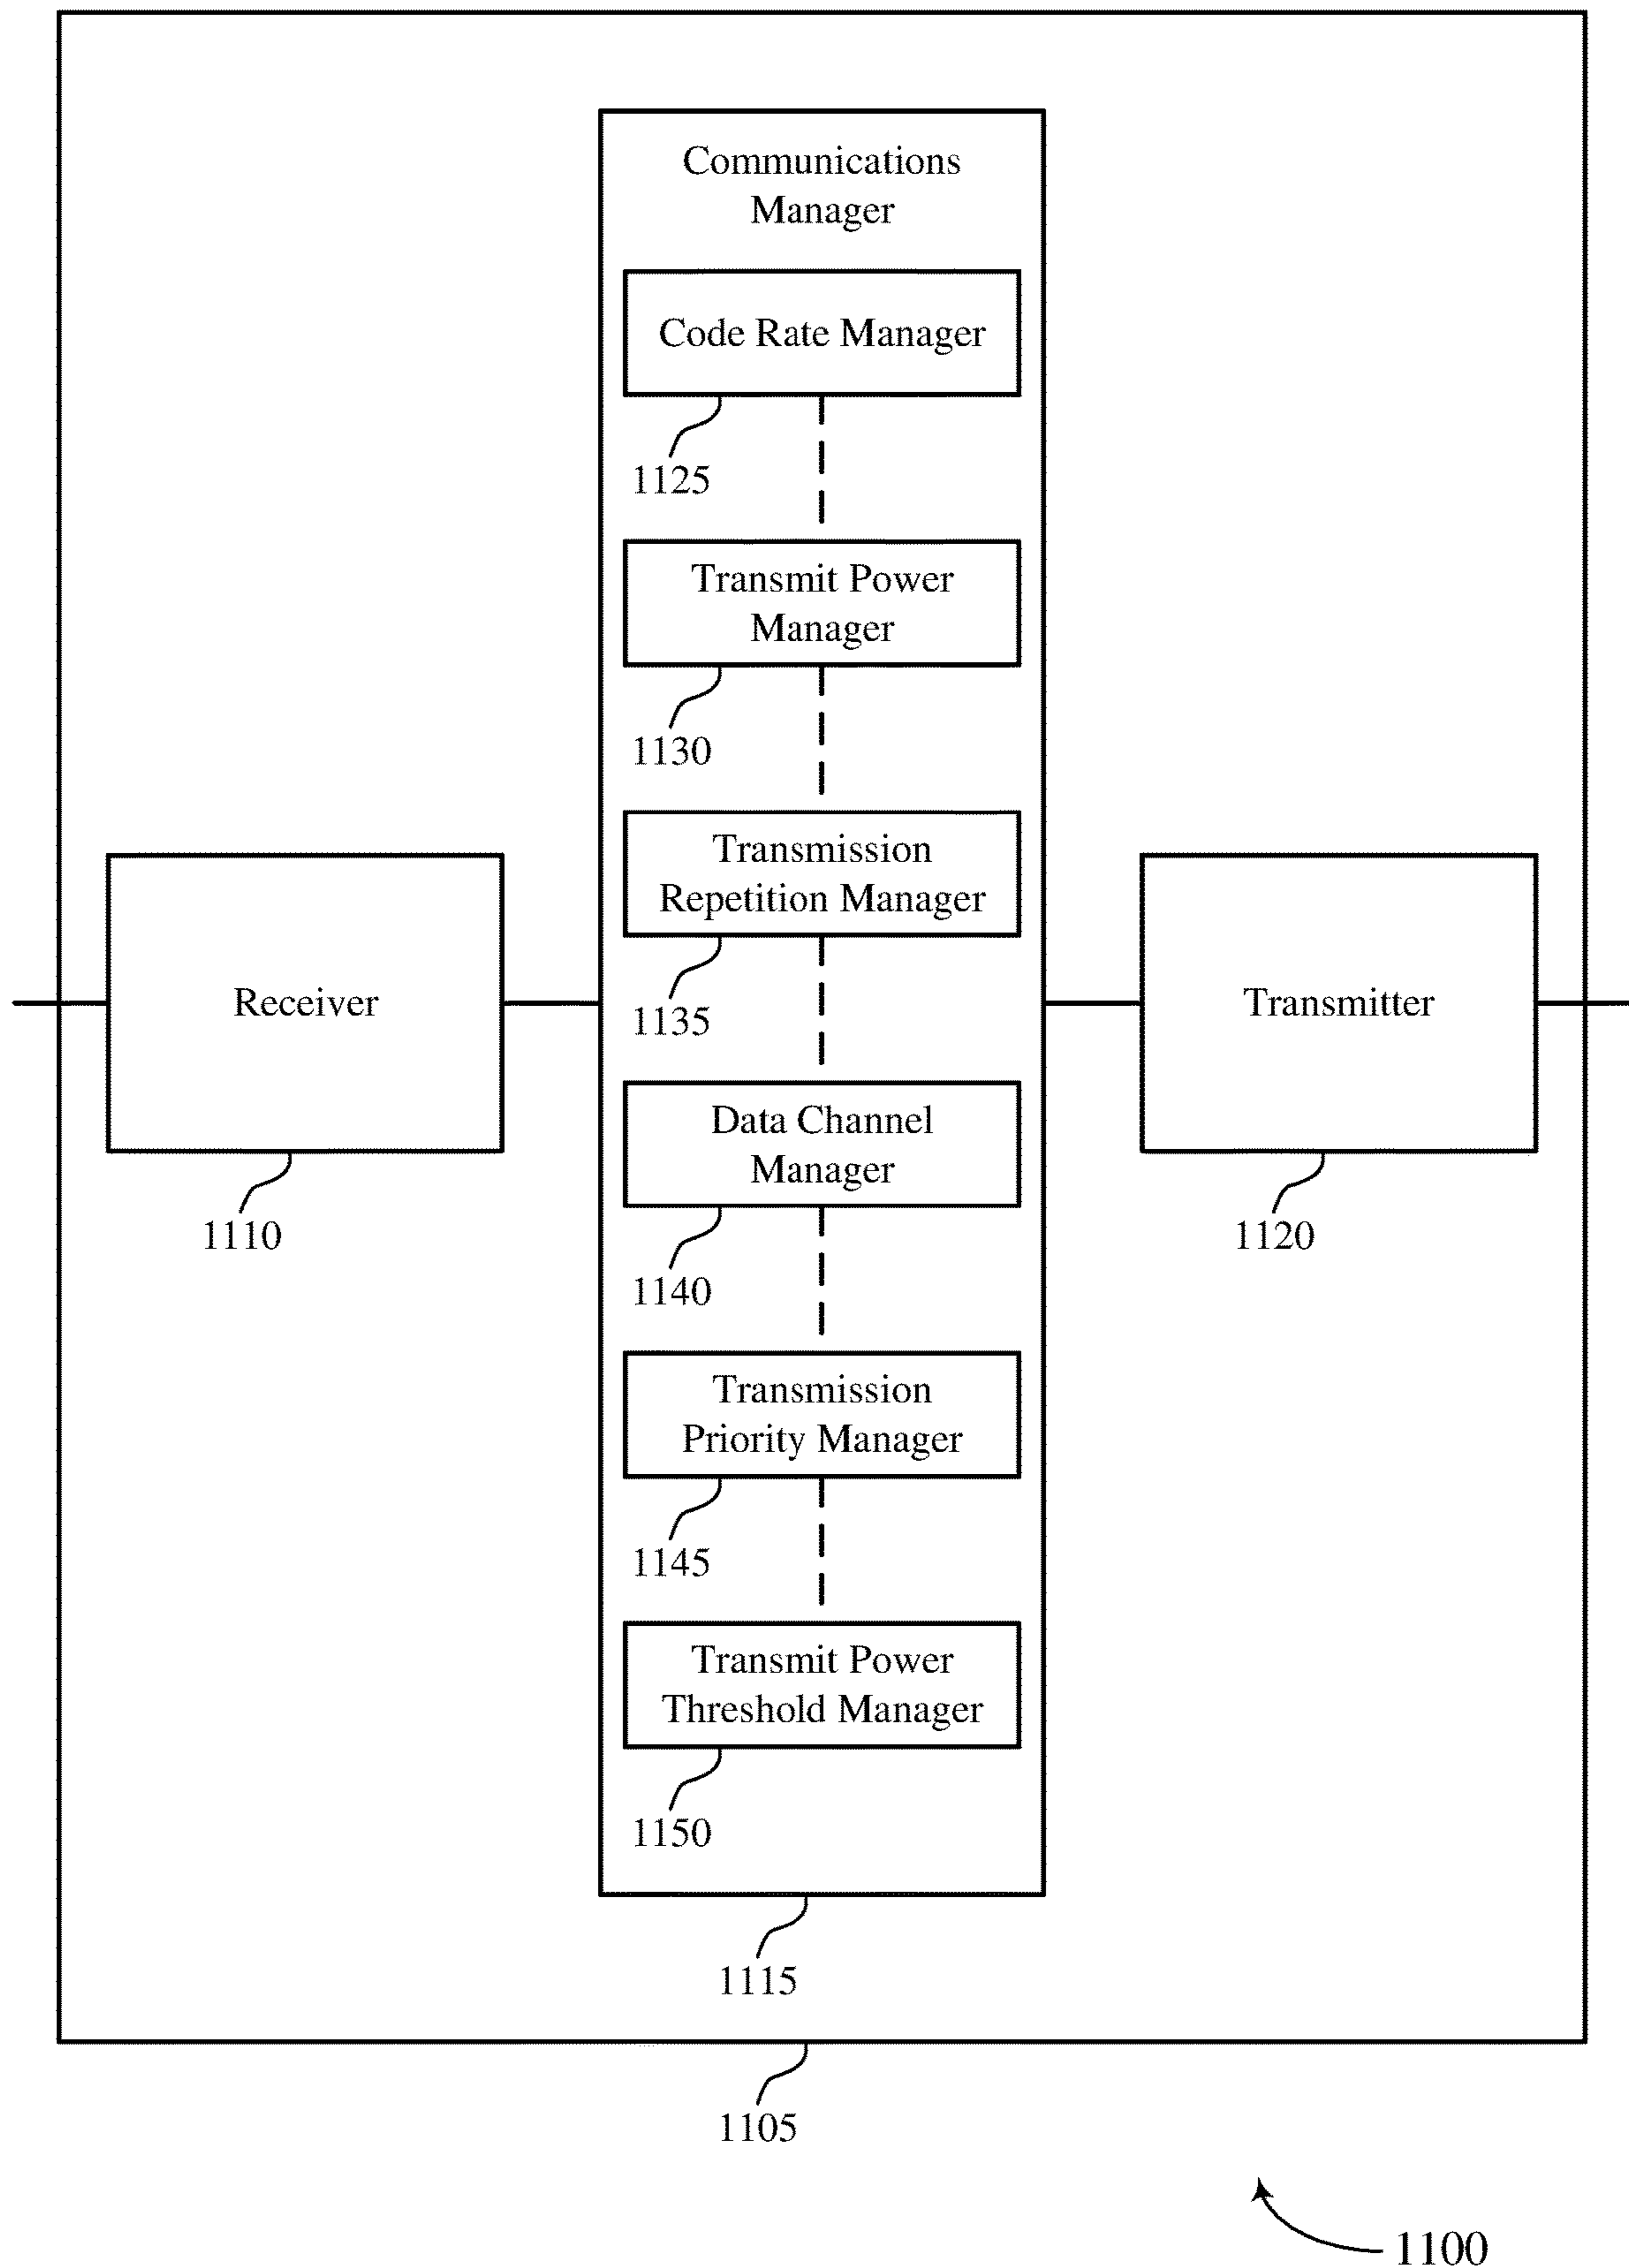 Communications
Manager
Code Rate Manager
1125
Transmit Power
Manager
1130
Transmission
Repetition Manager
1135
Receiver
1110
Transmitter
1120
Data Channel
Manager
1140
Transmission
Priority Manager
1145
Transmit Power
Threshold Manager
1150
1115
1105
1100